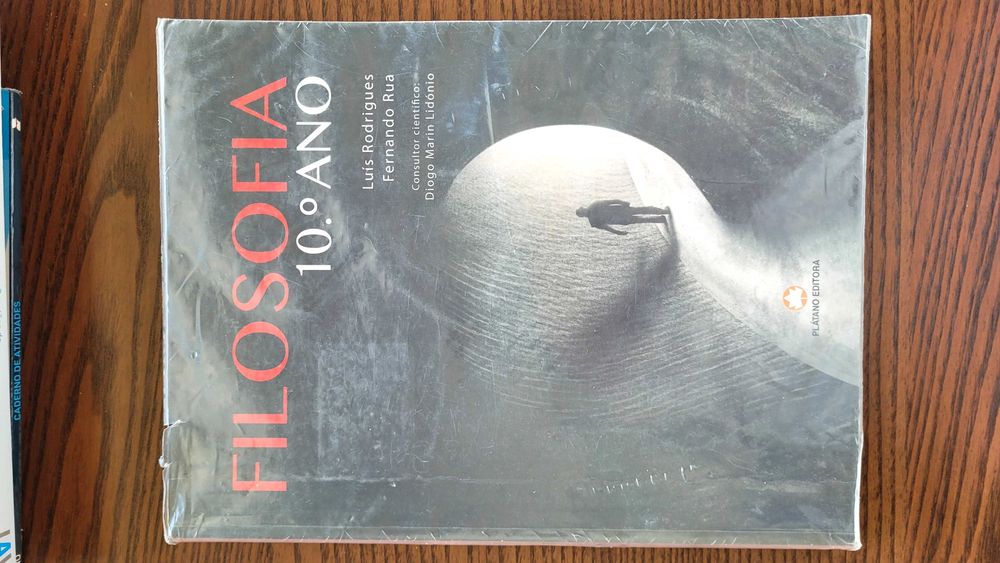 FILOSOFIA
10.º ANO
Luís Rodrigues
Fernando Rua
Consultor científico:
Diogo Marin Lidónio
PLÁTANO EDITORA
CADERNO DE ATIVIDADES